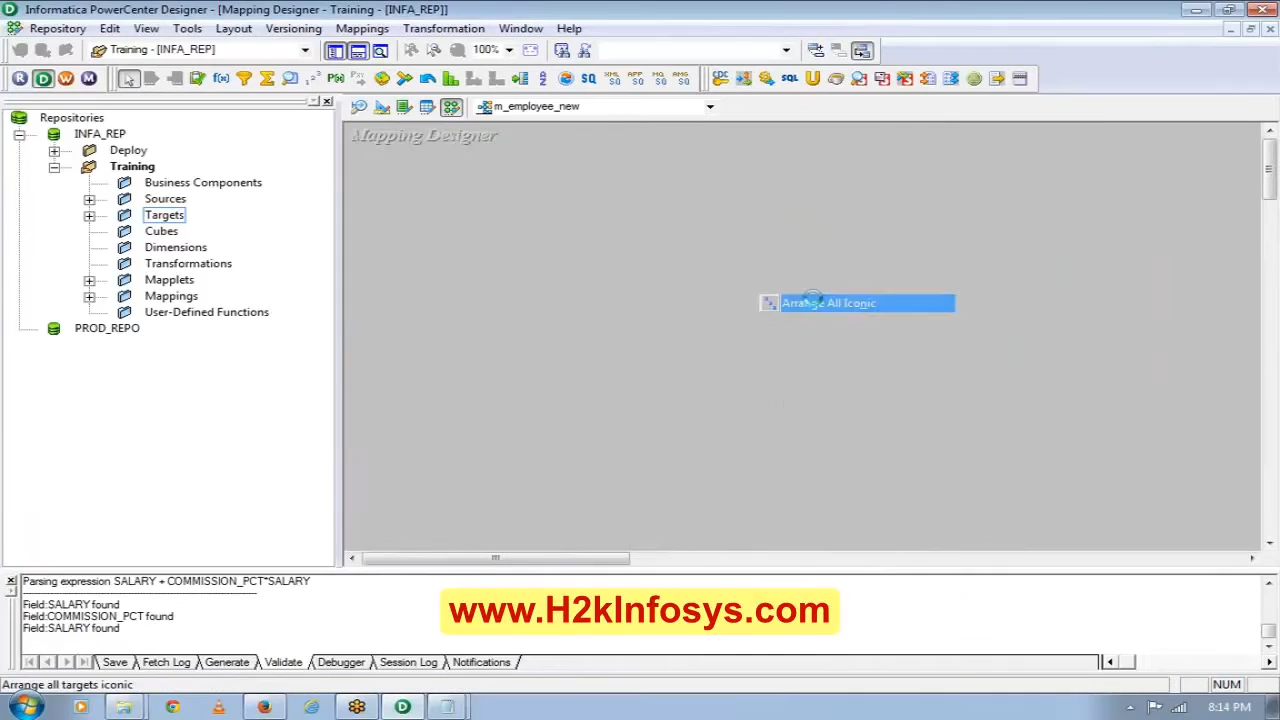 Informatica PowerCenter Designer - [Mapping Designer - Training - [INFA_REP]]
Repository Edit View Tools Layout Versioning Mappings Transformation Window Help
Training - [INFA_REP]
100%
m_employee_new
Mapping Designer
Repositories
INFA_REP
Deploy
Training
Business Components
Sources
Targets
Cubes
Dimensions
Transformations
Mapplets
Mappings
User-Defined Functions
PROD_REPO
Arrange All Iconic
Parsing expression SALARY + COMMISSION_PCT*SALARY
Field:SALARY found
Field:COMMISSION_PCT found
Field:SALARY found
www.H2kInfosys.com
Save Fetch Log Generate Validate Debugger Session Log Notifications
Arrange all targets iconic
NUM
8:14 PM